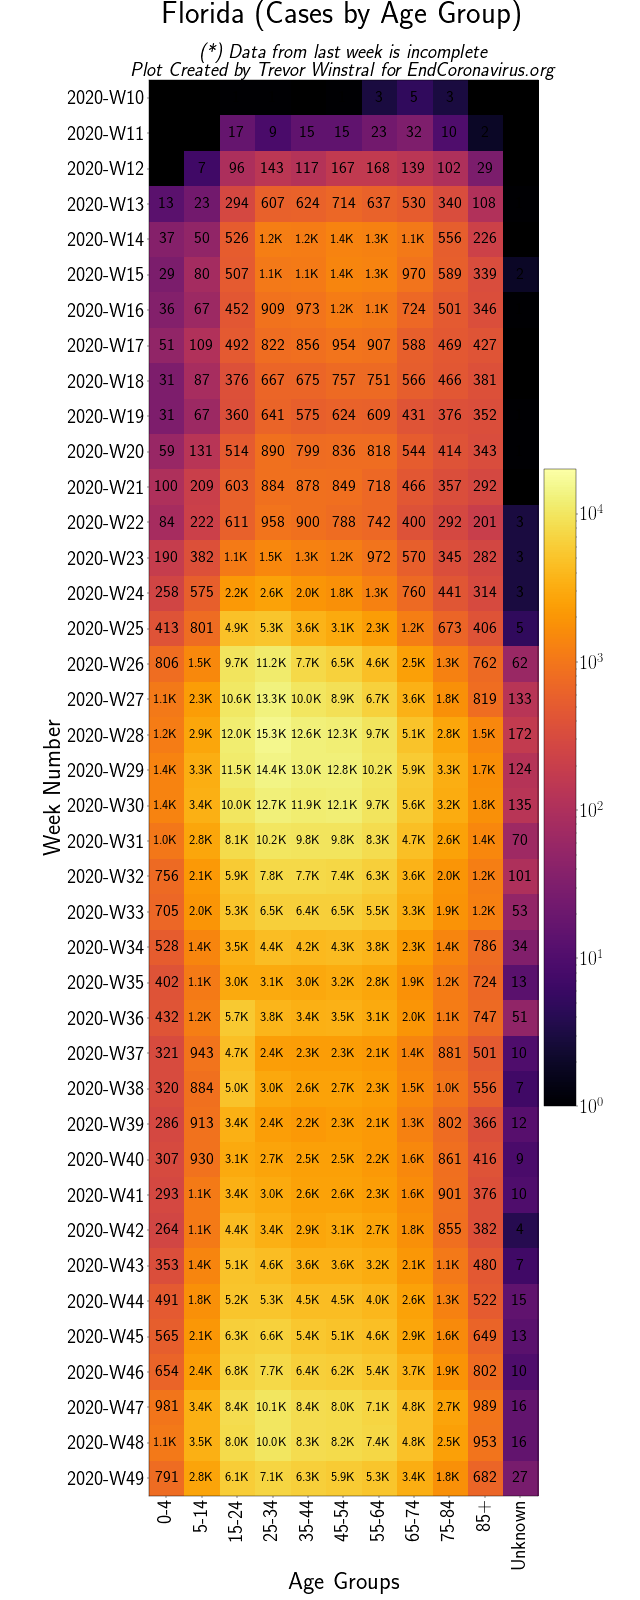 Florida (Cases by Age Group)
(*) Data from last week is incomplete
Plot Created by Trevor Winstral for EndCoronavirus.org
2020-W10 3 5 3
2020-W11 17 9 15 15 23 32 10 2
2020-W12 7 96 143 117 167 168 139 102 29
2020-W13 13 23 294 607 624 714 637 530 340 108
2020-W14 37 50 526 1.2K 1.2K 1.4K 1.3K 1.1K 556 226
2020-W15 29 80 507 1.1K 1.1K 1.4K 1.3K 970 589 339 2
2020-W16 36 67 452 909 973 1.2K 1.1K 724 501 346
2020-W17 51 109 492 822 856 954 907 588 469 427
2020-W18 31 87 376 667 675 757 751 566 466 381
2020-W19 31 67 360 641 575 624 609 431 376 352
2020-W20 59 131 514 890 799 836 818 544 414 343
2020-W21 100 209 603 884 878 849 718 466 357 292
2020-W22 84 222 611 958 900 788 742 400 292 201 3
2020-W23 190 382 1.1K 1.5K 1.3K 1.2K 972 570 345 282 3
2020-W24 258 575 2.2K 2.6K 2.0K 1.8K 1.3K 760 441 314 3
2020-W25 413 801 4.9K 5.3K 3.6K 3.1K 2.3K 1.2K 673 406 5
2020-W26 806 1.5K 9.7K 11.2K 7.7K 6.5K 4.6K 2.5K 1.3K 762 62
2020-W27 1.1K 2.3K 10.6K 13.3K 10.0K 8.9K 6.7K 3.6K 1.8K 819 133
2020-W28 1.2K 2.9K 12.0K 15.3K 12.6K 12.3K 9.7K 5.1K 2.8K 1.5K 172
2020-W29 1.4K 3.3K 11.5K 14.4K 13.0K 12.8K 10.2K 5.9K 3.3K 1.7K 124
2020-W30 1.4K 3.4K 10.0K 12.7K 11.9K 12.1K 9.7K 5.6K 3.2K 1.8K 135
2020-W31 1.0K 2.8K 8.1K 10.2K 9.8K 9.8K 8.3K 4.7K 2.6K 1.4K 70
2020-W32 756 2.1K 5.9K 7.8K 7.7K 7.4K 6.3K 3.6K 2.0K 1.2K 101
2020-W33 705 2.0K 5.3K 6.5K 6.4K 6.5K 5.5K 3.3K 1.9K 1.2K 53
2020-W34 528 1.4K 3.5K 4.4K 4.2K 4.3K 3.8K 2.3K 1.4K 786 34
2020-W35 402 1.1K 3.0K 3.1K 3.0K 3.2K 2.8K 1.9K 1.2K 724 13
2020-W36 432 1.2K 5.7K 3.8K 3.4K 3.5K 3.1K 2.0K 1.1K 747 51
2020-W37 321 943 4.7K 2.4K 2.3K 2.3K 2.1K 1.4K 881 501 10
2020-W38 320 884 5.0K 3.0K 2.6K 2.7K 2.3K 1.5K 1.0K 556 7
2020-W39 286 913 3.4K 2.4K 2.2K 2.3K 2.1K 1.3K 802 366 12
2020-W40 307 930 3.1K 2.7K 2.5K 2.5K 2.2K 1.6K 861 416 9
2020-W41 293 1.1K 3.4K 3.0K 2.6K 2.6K 2.3K 1.6K 901 376 10
2020-W42 264 1.1K 4.4K 3.4K 2.9K 3.1K 2.7K 1.8K 855 382 4
2020-W43 353 1.4K 5.1K 4.6K 3.6K 3.6K 3.2K 2.1K 1.1K 480 7
2020-W44 491 1.8K 5.2K 5.3K 4.5K 4.5K 4.0K 2.6K 1.3K 522 15
2020-W45 565 2.1K 6.3K 6.6K 5.4K 5.1K 4.6K 2.9K 1.6K 649 13
2020-W46 654 2.4K 6.8K 7.7K 6.4K 6.2K 5.4K 3.7K 1.9K 802 10
2020-W47 981 3.4K 8.4K 10.1K 8.4K 8.0K 7.1K 4.8K 2.7K 989 16
2020-W48 1.1K 3.5K 8.0K 10.0K 8.3K 8.2K 7.4K 4.8K 2.5K 953 16
2020-W49 791 2.8K 6.1K 7.1K 6.3K 5.9K 5.3K 3.4K 1.8K 682 27
0-4 5-14 15-24 25-34 35-44 45-54 55-64 65-74 75-84 85+ Unknown
Age Groups
Week Number
10⁴
10³
10²
10¹
10⁰